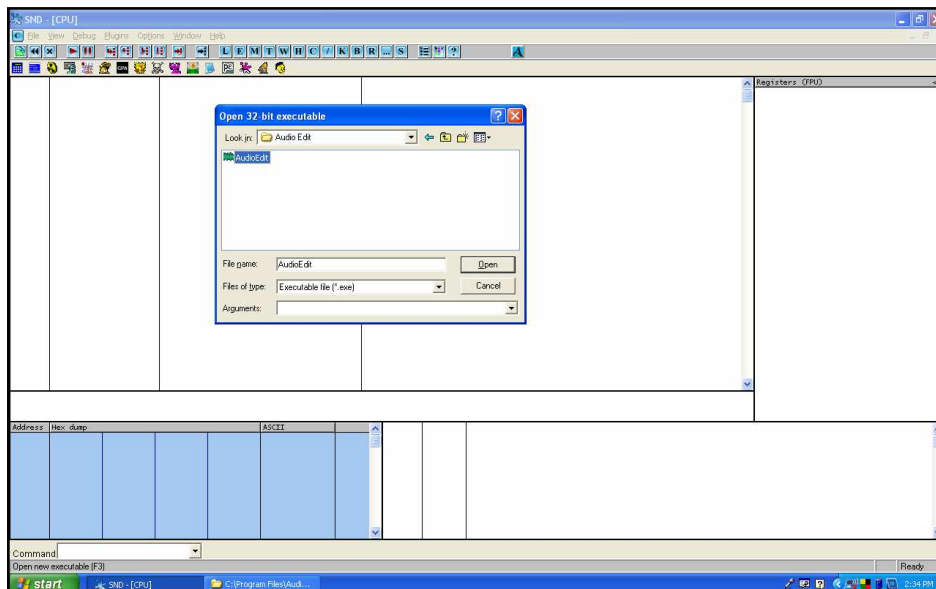 SND - [CPU]
File View Debug Plugins Options Window Help
L E M T W H C / K B R ... S
Registers (FPU)
Open 32-bit executable
Look in: Audio Edit
AudioEdit
File name: AudioEdit Open
Files of type: Executable file (*.exe) Cancel
Arguments:
Address Hex dump ASCII
Command
Open new executable (F3) Ready
start SND - [CPU] C:\Program Files\Audi... 2:34 PM